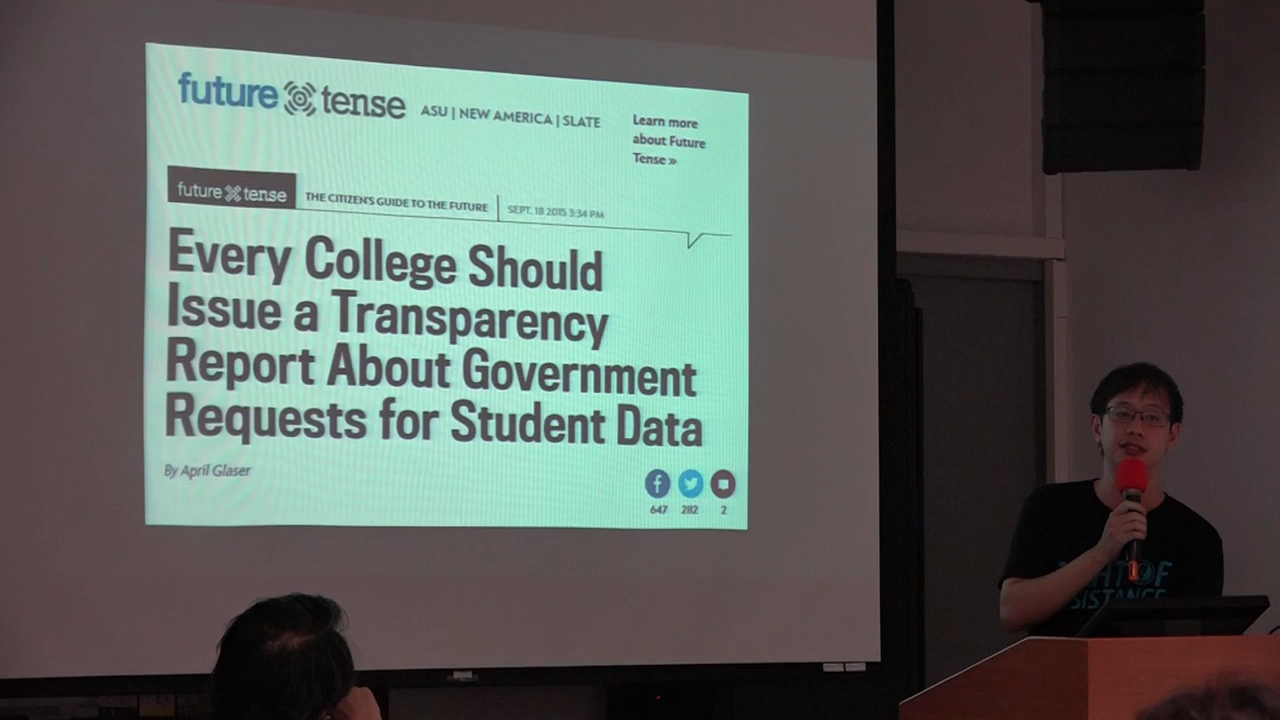 future tense ASU | NEW AMERICA | SLATE
Learn more
about Future
Tense »
future tense THE CITIZEN'S GUIDE TO THE FUTURE SEPT. 18 2015 3:34 PM
Every College Should
Issue a Transparency
Report About Government
Requests for Student Data
By April Glaser
647 282 2